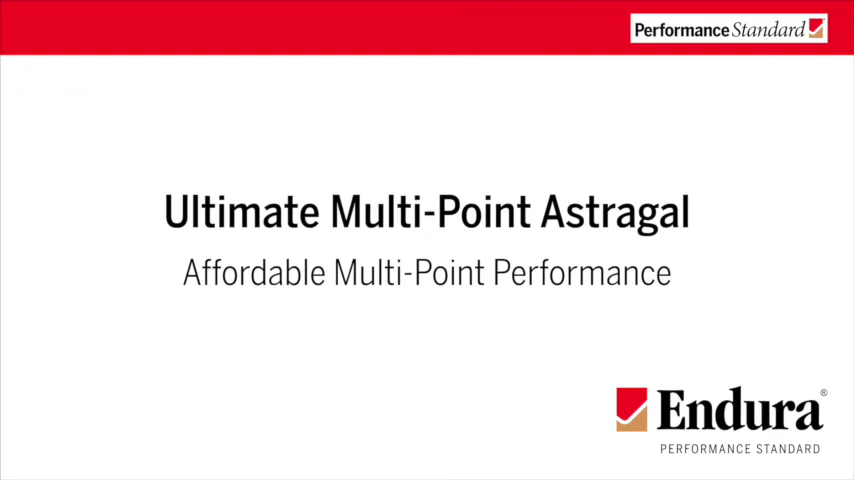 Performance Standard
Ultimate Multi-Point Astragal
Affordable Multi-Point Performance
Endura®
PERFORMANCE STANDARD